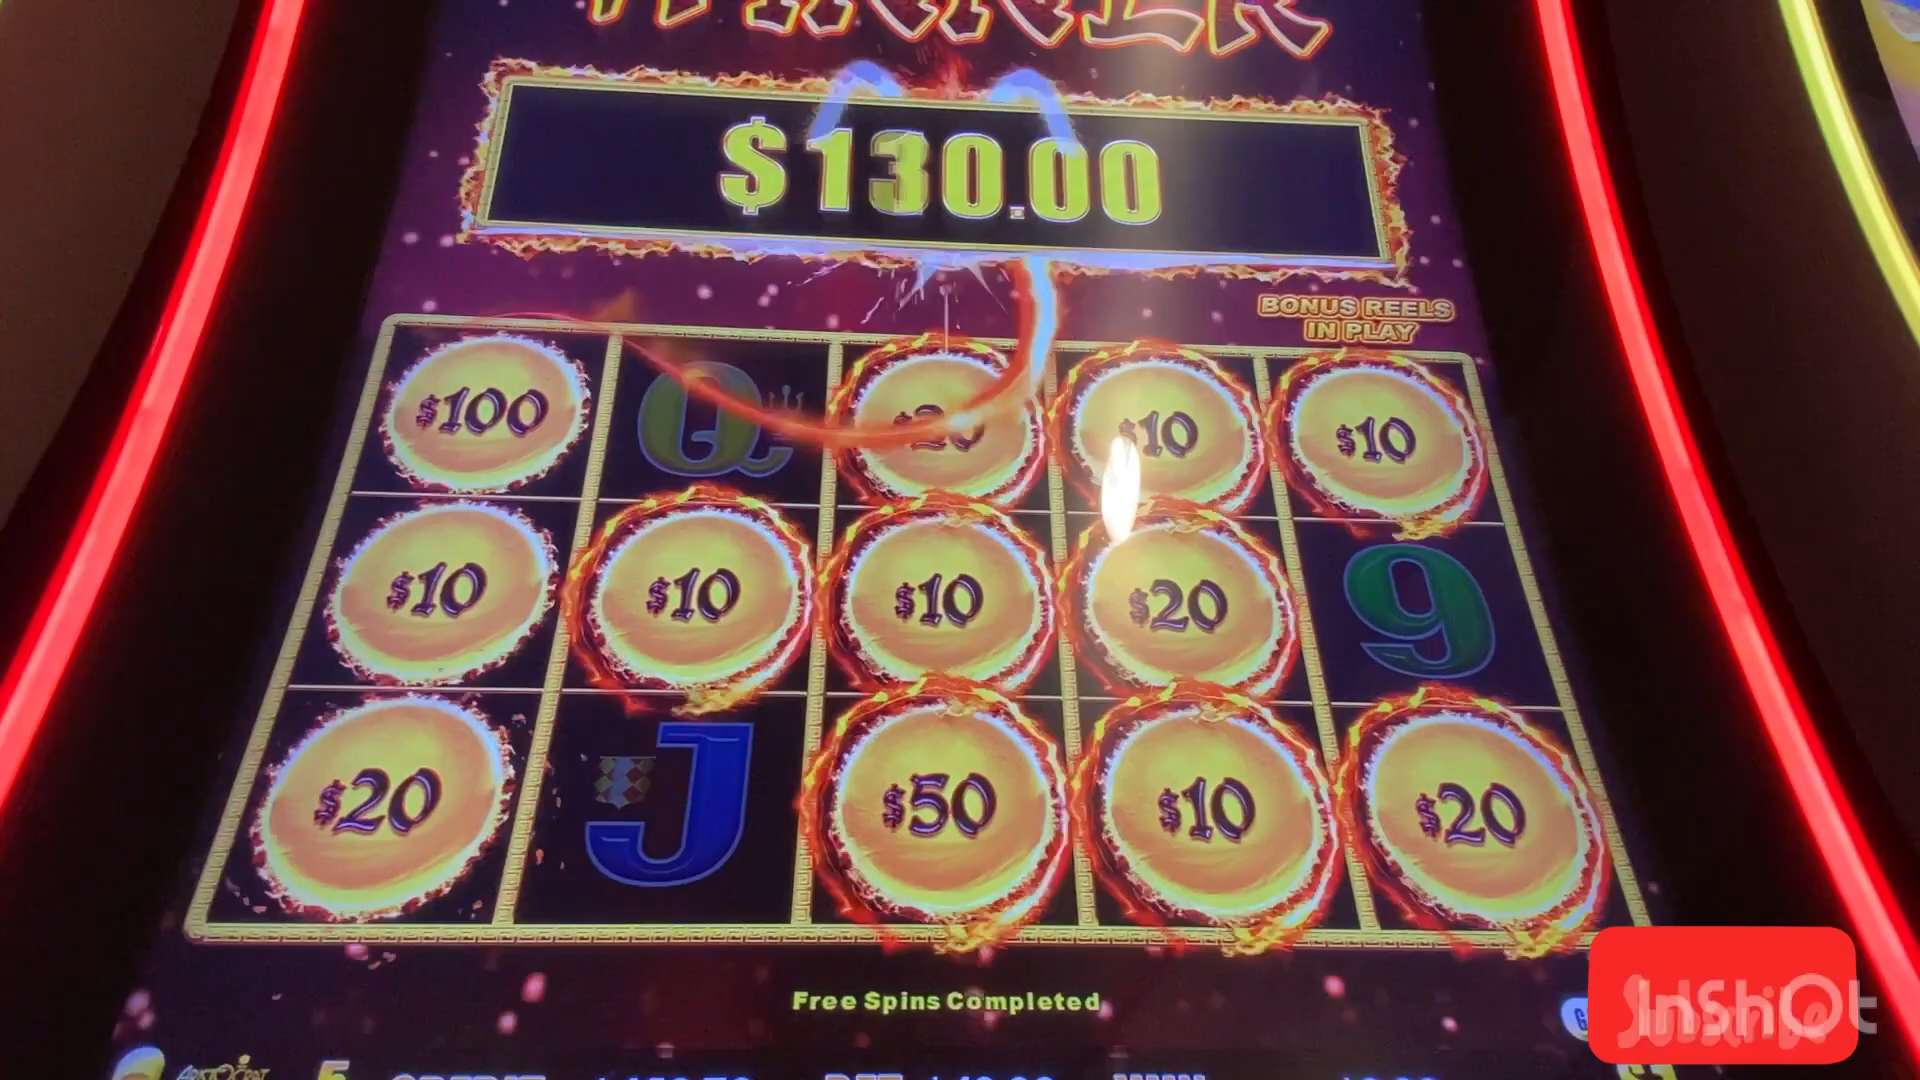 $130.00
BONUS REELS
IN PLAY
$100 Q $20 $10 $10
$10 $10 $10 $20 9
$20 J $50 $10 $20
Free Spins Completed
InShOt